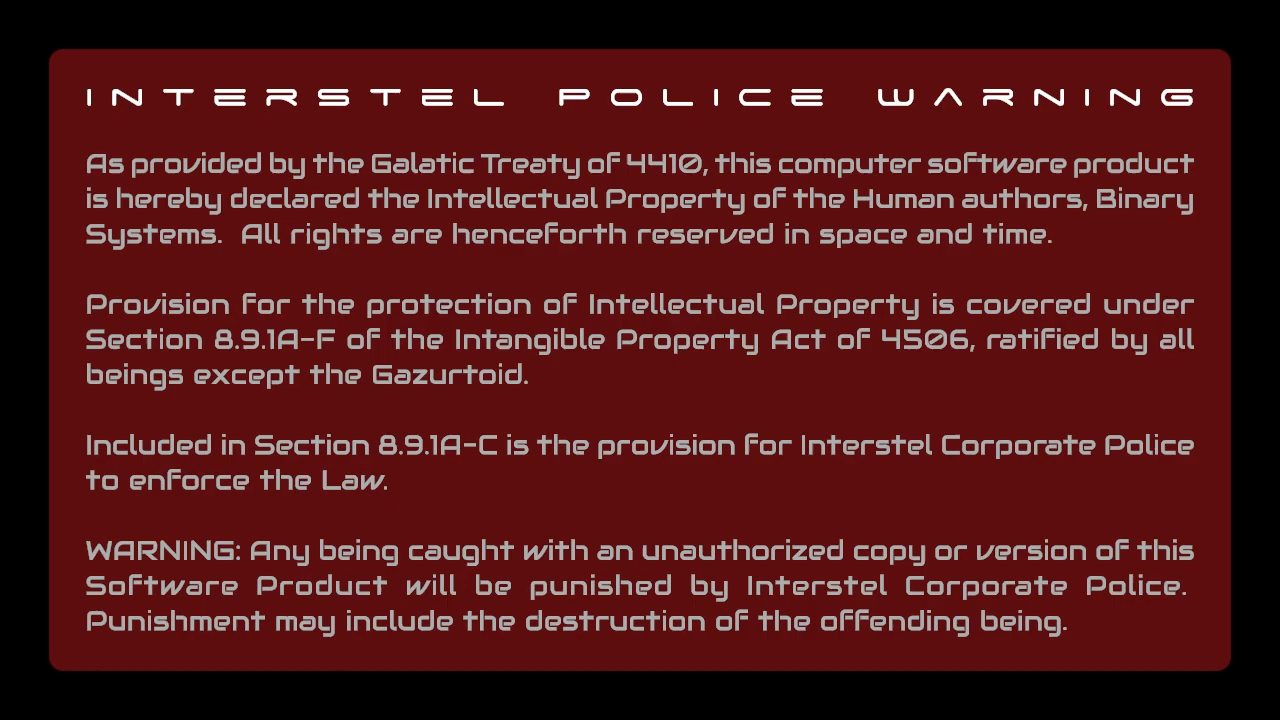 INTERSTEL POLICE WARNING
As provided by the Galatic Treaty of 4410, this computer software product
is hereby declared the Intellectual Property of the Human authors, Binary
Systems.  All rights are henceforth reserved in space and time.
Provision for the protection of Intellectual Property is covered under
Section 8.9.1A-F of the Intangible Property Act of 4506, ratified by all
beings except the Gazurtoid.
Included in Section 8.9.1A-C is the provision for Interstel Corporate Police
to enforce the Law.
WARNING: Any being caught with an unauthorized copy or version of this
Software Product will be punished by Interstel Corporate Police.
Punishment may include the destruction of the offending being.